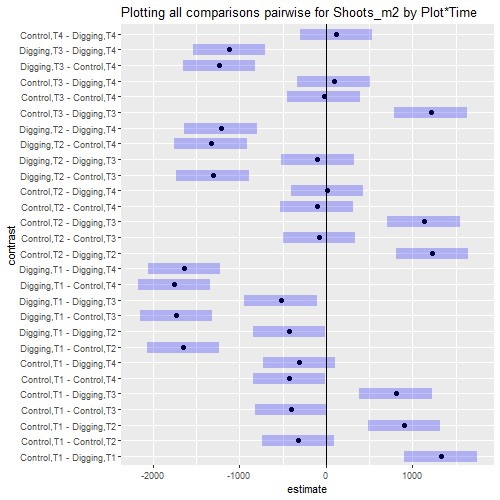 Plotting all comparisons pairwise for Shoots_m2 by Plot*Time
Control,T4 - Digging,T4
Digging,T3 - Digging,T4
Digging,T3 - Control,T4
Control,T3 - Digging,T4
Control,T3 - Control,T4
Control,T3 - Digging,T3
Digging,T2 - Digging,T4
Digging,T2 - Control,T4
Digging,T2 - Digging,T3
Digging,T2 - Control,T3
Control,T2 - Digging,T4
Control,T2 - Control,T4
Control,T2 - Digging,T3
Control,T2 - Control,T3
Control,T2 - Digging,T2
Digging,T1 - Digging,T4
Digging,T1 - Control,T4
Digging,T1 - Digging,T3
Digging,T1 - Control,T3
Digging,T1 - Digging,T2
Digging,T1 - Control,T2
Control,T1 - Digging,T4
Control,T1 - Control,T4
Control,T1 - Digging,T3
Control,T1 - Control,T3
Control,T1 - Digging,T2
Control,T1 - Control,T2
Control,T1 - Digging,T1
contrast
-2000 -1000 0 1000
estimate